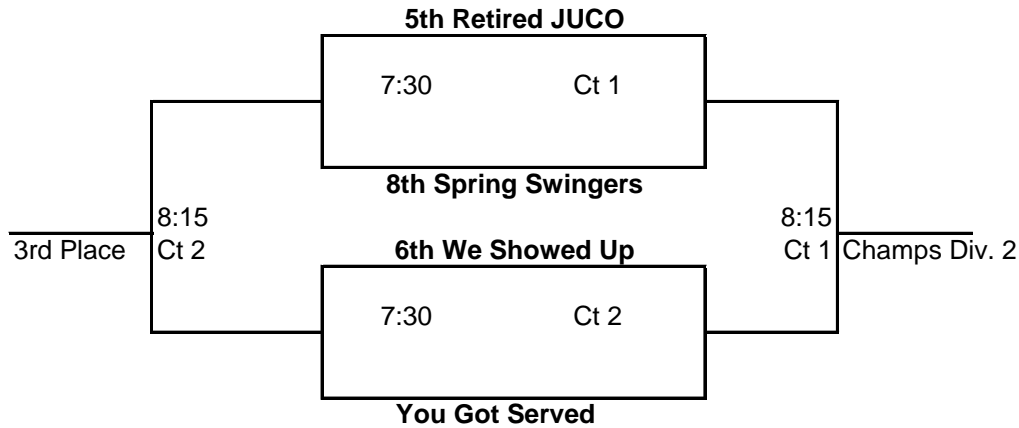 5th Retired JUCO
7:30 Ct 1
8th Spring Swingers
8:15 8:15
3rd Place Ct 2 6th We Showed Up Ct 1 Champs Div. 2
7:30 Ct 2
You Got Served